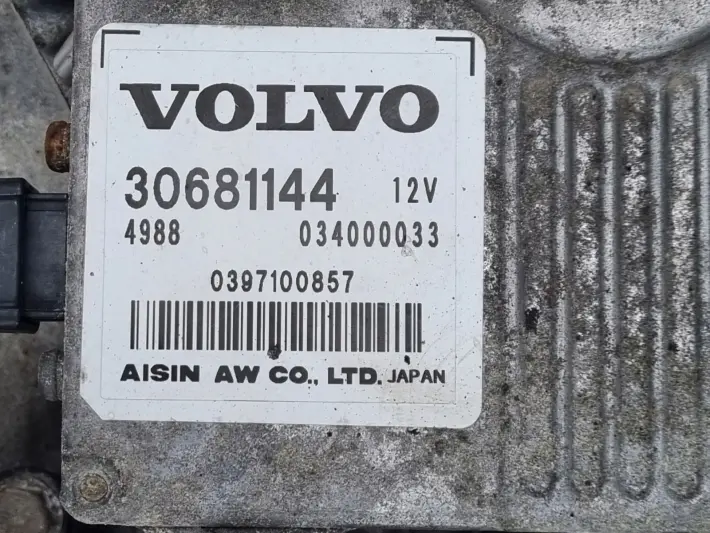 VOLVO
30681144 12V
4988 034000033
0397100857
AISIN AW CO., LTD. JAPAN